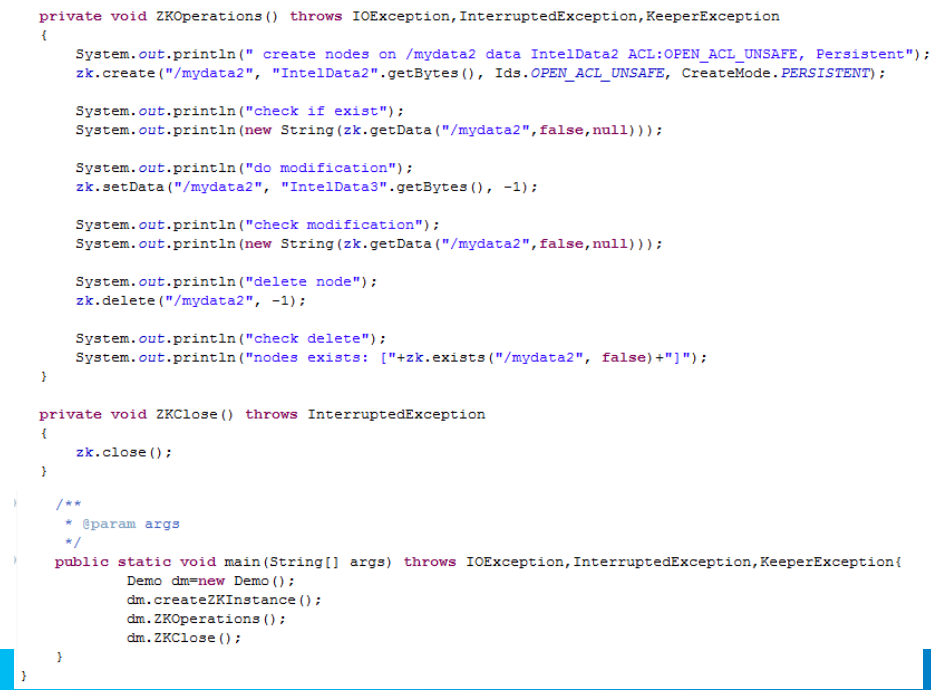 private void ZKOperations() throws IOException,InterruptedException,KeeperException
{
System.out.println(" create nodes on /mydata2 data IntelData2 ACL:OPEN_ACL_UNSAFE, Persistent");
zk.create("/mydata2", "IntelData2".getBytes(), Ids.OPEN_ACL_UNSAFE, CreateMode.PERSISTENT);
System.out.println("check if exist");
System.out.println(new String(zk.getData("/mydata2",false,null)));
System.out.println("do modification");
zk.setData("/mydata2", "IntelData3".getBytes(), -1);
System.out.println("check modification");
System.out.println(new String(zk.getData("/mydata2",false,null)));
System.out.println("delete node");
zk.delete("/mydata2", -1);
System.out.println("check delete");
System.out.println("nodes exists: ["+zk.exists("/mydata2", false)+"]");
}
private void ZKClose() throws InterruptedException
{
zk.close();
}
/**
* @param args
*/
public static void main(String[] args) throws IOException,InterruptedException,KeeperException{
Demo dm=new Demo();
dm.createZKInstance();
dm.ZKOperations();
dm.ZKClose();
}
}